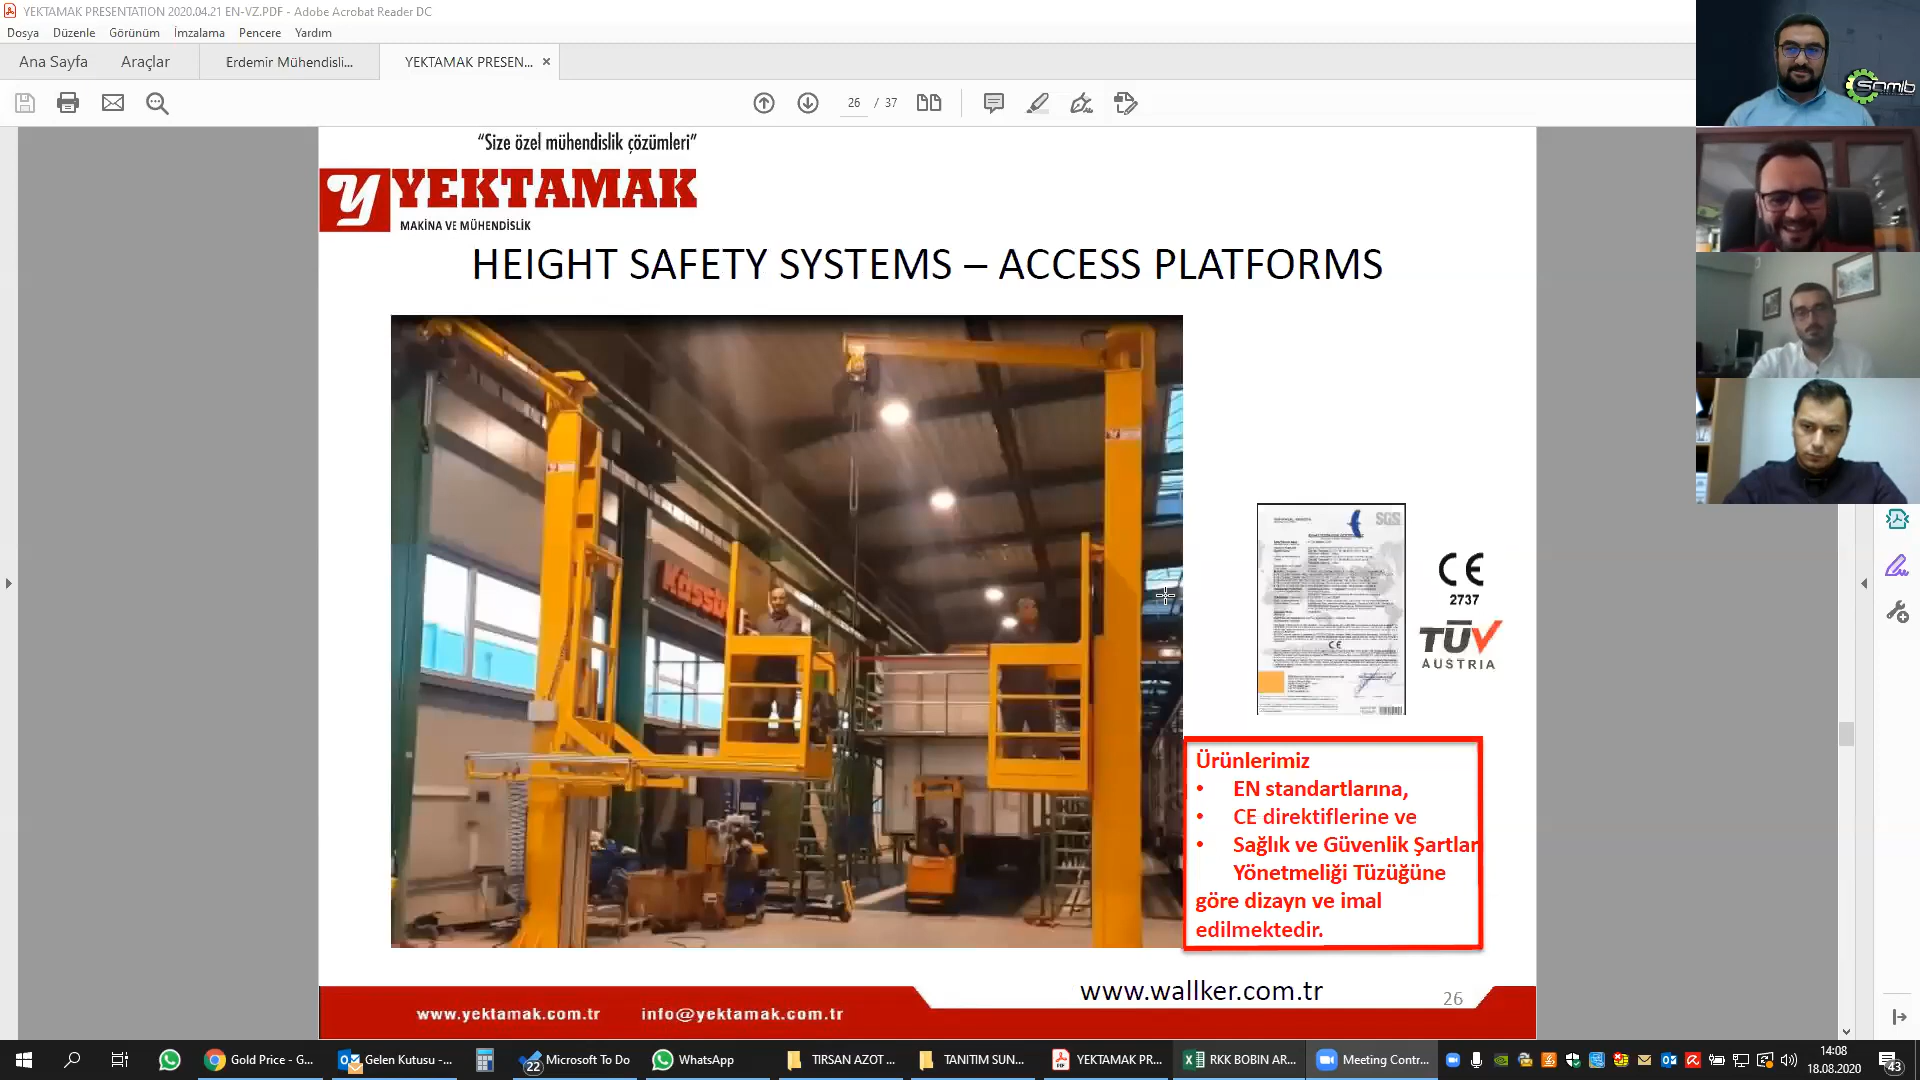 YEKTAMAK PRESENTATION 2020.04.21 EN-VZ.PDF - Adobe Acrobat Reader DC
Dosya Düzenle Görünüm İmzalama Pencere Yardım
Ana Sayfa Araçlar Erdemir Mühendisli... YEKTAMAK PRESEN... ×
26 / 37
"Size özel mühendislik çözümleri"
YEKTAMAK
MAKİNA VE MÜHENDİSLİK
HEIGHT SAFETY SYSTEMS – ACCESS PLATFORMS
SGS
CE
2737
TÜV
AUSTRIA
Ürünlerimiz
• EN standartlarına,
• CE direktiflerine ve
• Sağlık ve Güvenlik Şartlar
Yönetmeliği Tüzüğüne
göre dizayn ve imal
edilmektedir.
www.wallker.com.tr
26
www.yektamak.com.tr info@yektamak.com.tr
Gold Price - G... Gelen Kutusu -... 22 Microsoft To Do WhatsApp TIRSAN AZOT ... TANITIM SUN... YEKTAMAK PR... RKK BOBIN AR... Meeting Contr...
14:08
18.08.2020
43